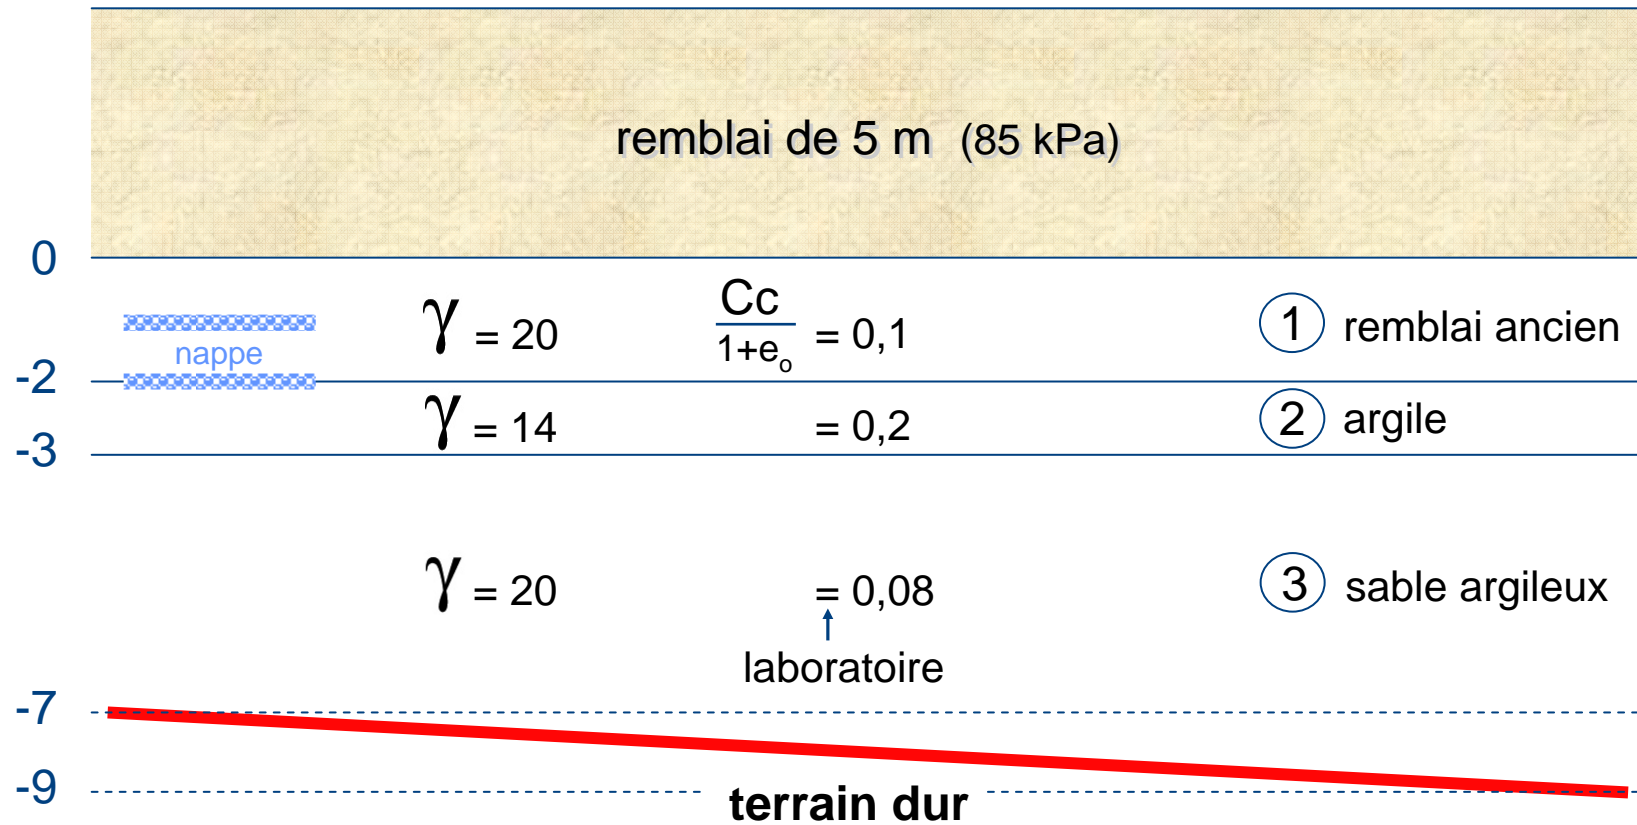 remblai de 5 m (85 kPa)
0
γ = 20 Cc/1+eo = 0,1 1 remblai ancien
nappe
-2
γ = 14 = 0,2 2 argile
-3
γ = 20 = 0,08 3 sable argileux
laboratoire
-7
-9
terrain dur